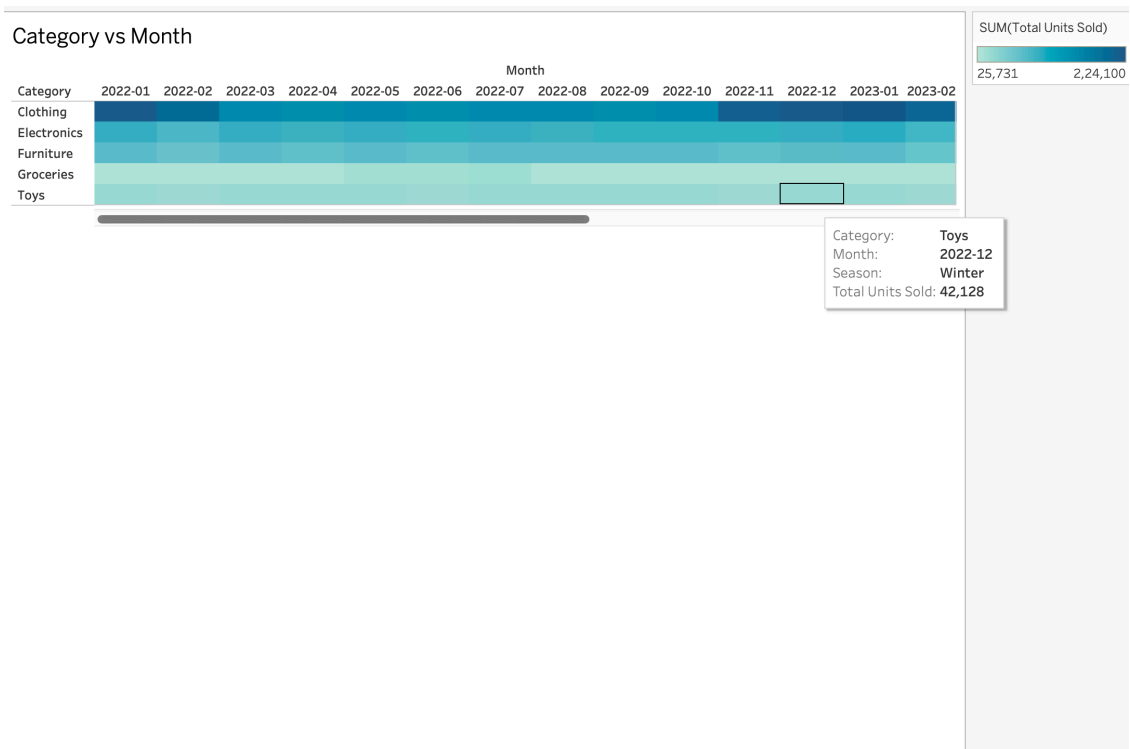 Category vs Month
SUM(Total Units Sold)
25,731 2,24,100
Month
Category 2022-01 2022-02 2022-03 2022-04 2022-05 2022-06 2022-07 2022-08 2022-09 2022-10 2022-11 2022-12 2023-01 2023-02
Clothing
Electronics
Furniture
Groceries
Toys
Category: Toys
Month: 2022-12
Season: Winter
Total Units Sold: 42,128